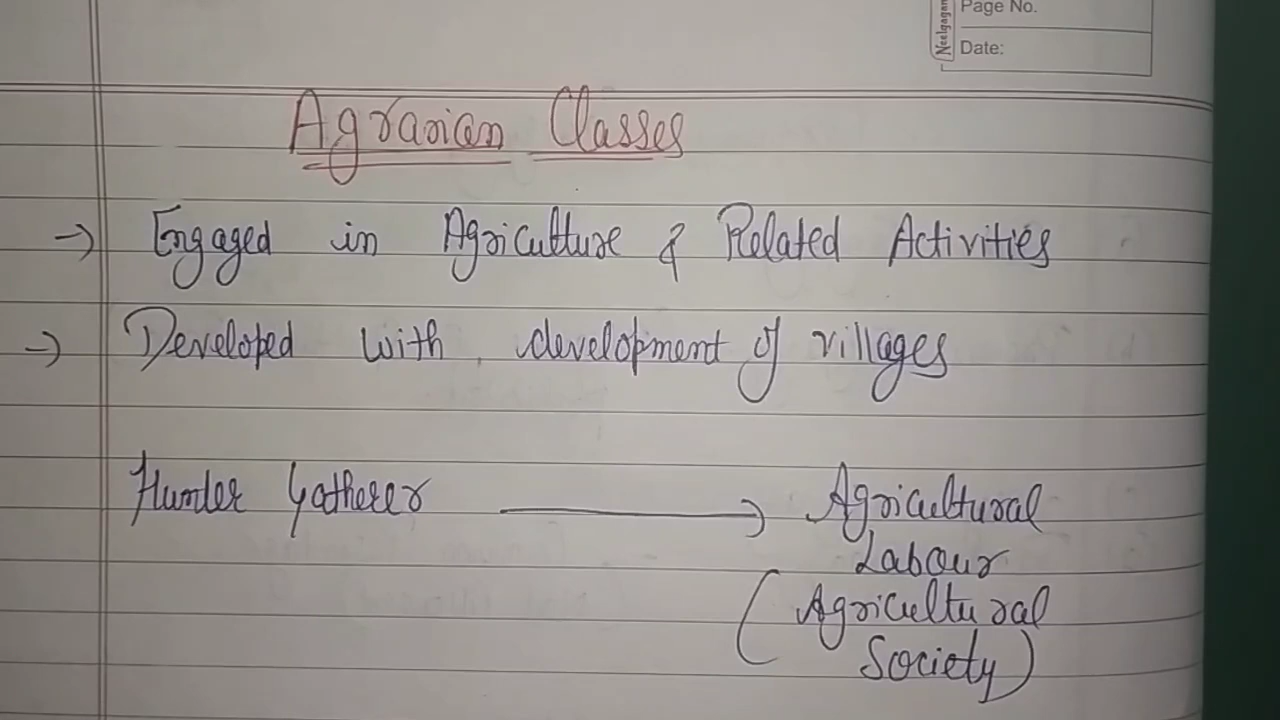 Neelgagan
Page No.
Date:
Agrarian Classes
→ Engaged in Agriculture & Related Activities
→ Developed with development of villages
Hunter Gatherer → Agricultural
Labour
(Agricultural
Society)